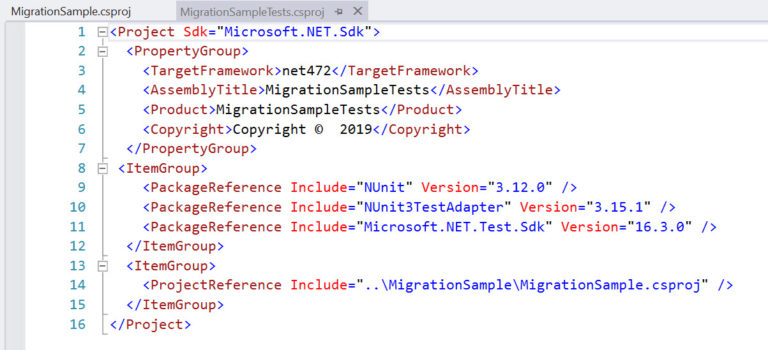 MigrationSample.csproj MigrationSampleTests.csproj
1 <Project Sdk="Microsoft.NET.Sdk">
2 <PropertyGroup>
3 <TargetFramework>net472</TargetFramework>
4 <AssemblyTitle>MigrationSampleTests</AssemblyTitle>
5 <Product>MigrationSampleTests</Product>
6 <Copyright>Copyright ©  2019</Copyright>
7 </PropertyGroup>
8 <ItemGroup>
9 <PackageReference Include="NUnit" Version="3.12.0" />
10 <PackageReference Include="NUnit3TestAdapter" Version="3.15.1" />
11 <PackageReference Include="Microsoft.NET.Test.Sdk" Version="16.3.0" />
12 </ItemGroup>
13 <ItemGroup>
14 <ProjectReference Include="..\MigrationSample\MigrationSample.csproj" />
15 </ItemGroup>
16 </Project>